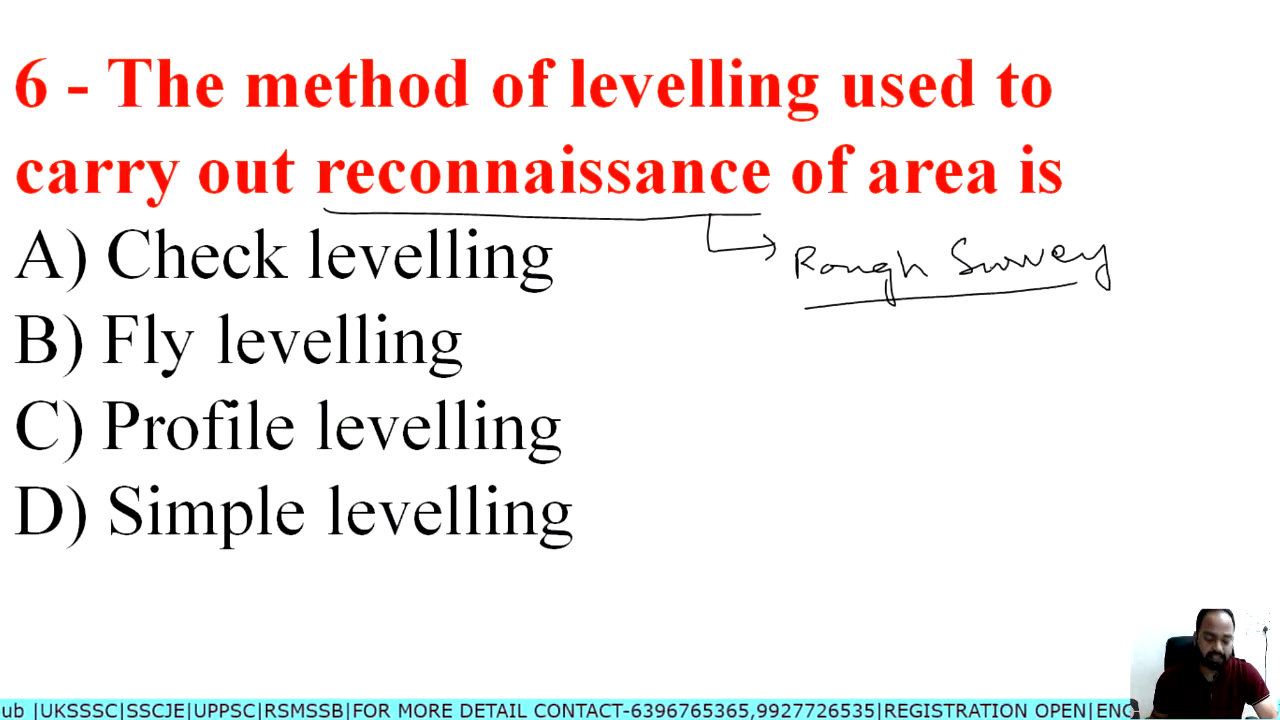 6 - The method of levelling used to
carry out reconnaissance of area is
A) Check levelling
Rough Survey
B) Fly levelling
C) Profile levelling
D) Simple levelling
ub |UKSSSC|SSCJE|UPPSC|RSMSSB|FOR MORE DETAIL CONTACT-6396765365,9927726535|REGISTRATION OPEN|ENC